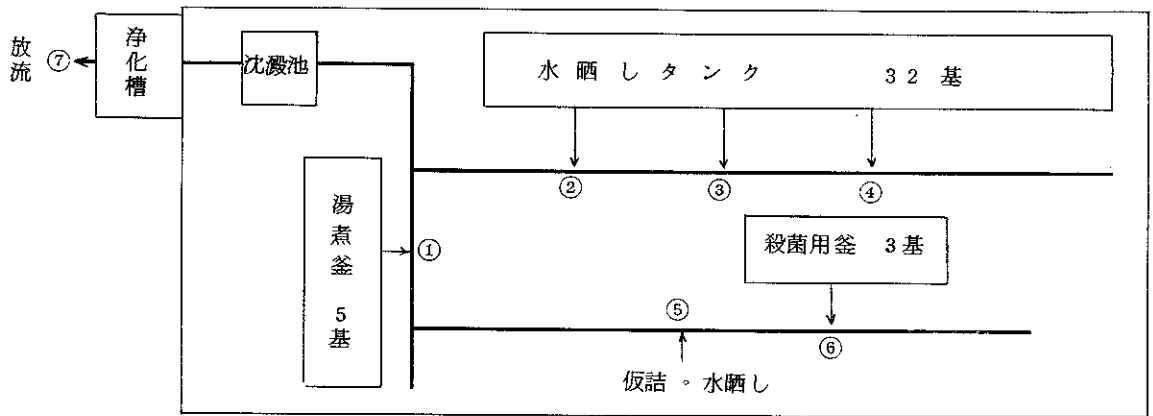 放流
⑦
浄化槽
沈澱池
水晒しタンク 32基
②
③
④
湯煮釜 5基
①
殺菌用釜 3基
⑤
⑥
仮詰・水晒し